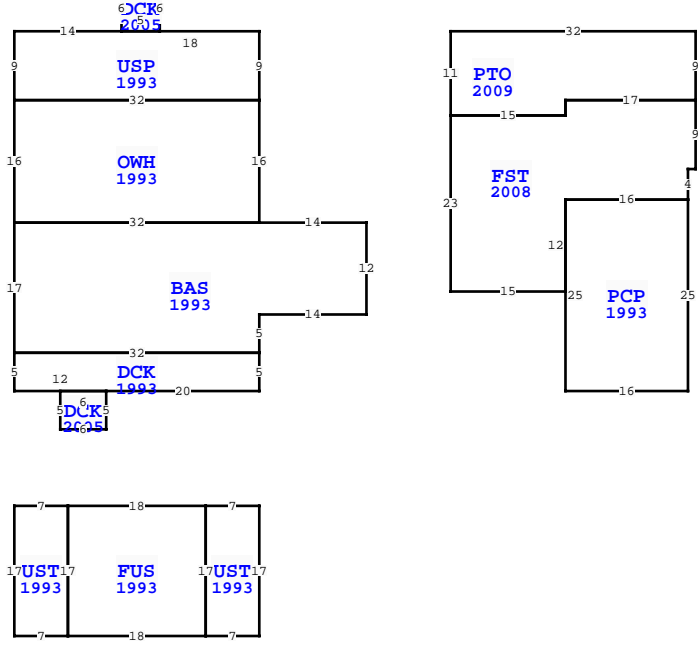 6 DCK 6
5
2005
14
18
9 USP 9
1993
32
16 OWH 16
1993
32 14
17 BAS 12
1993
14
5
32
5 12 DCK 5
1993
20
6
5 DCK 5
2005
6
32
11 PTO 9
2009
15 17
9
FST 4
2008
23 16
12
15 25 PCP 25
1993
16
7 18 7
17 UST 17 FUS 17 UST 17
1993 1993 1993
7 18 7